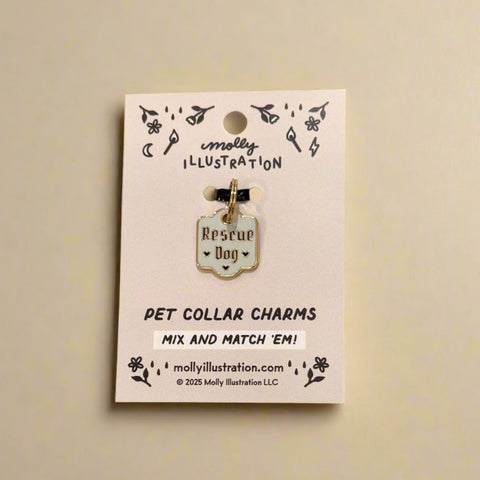 molly
ILLUSTRATION
Rescue
Dog
PET COLLAR CHARMS
MIX AND MATCH 'EM!
mollyillustration.com
© 2025 Molly Illustration LLC